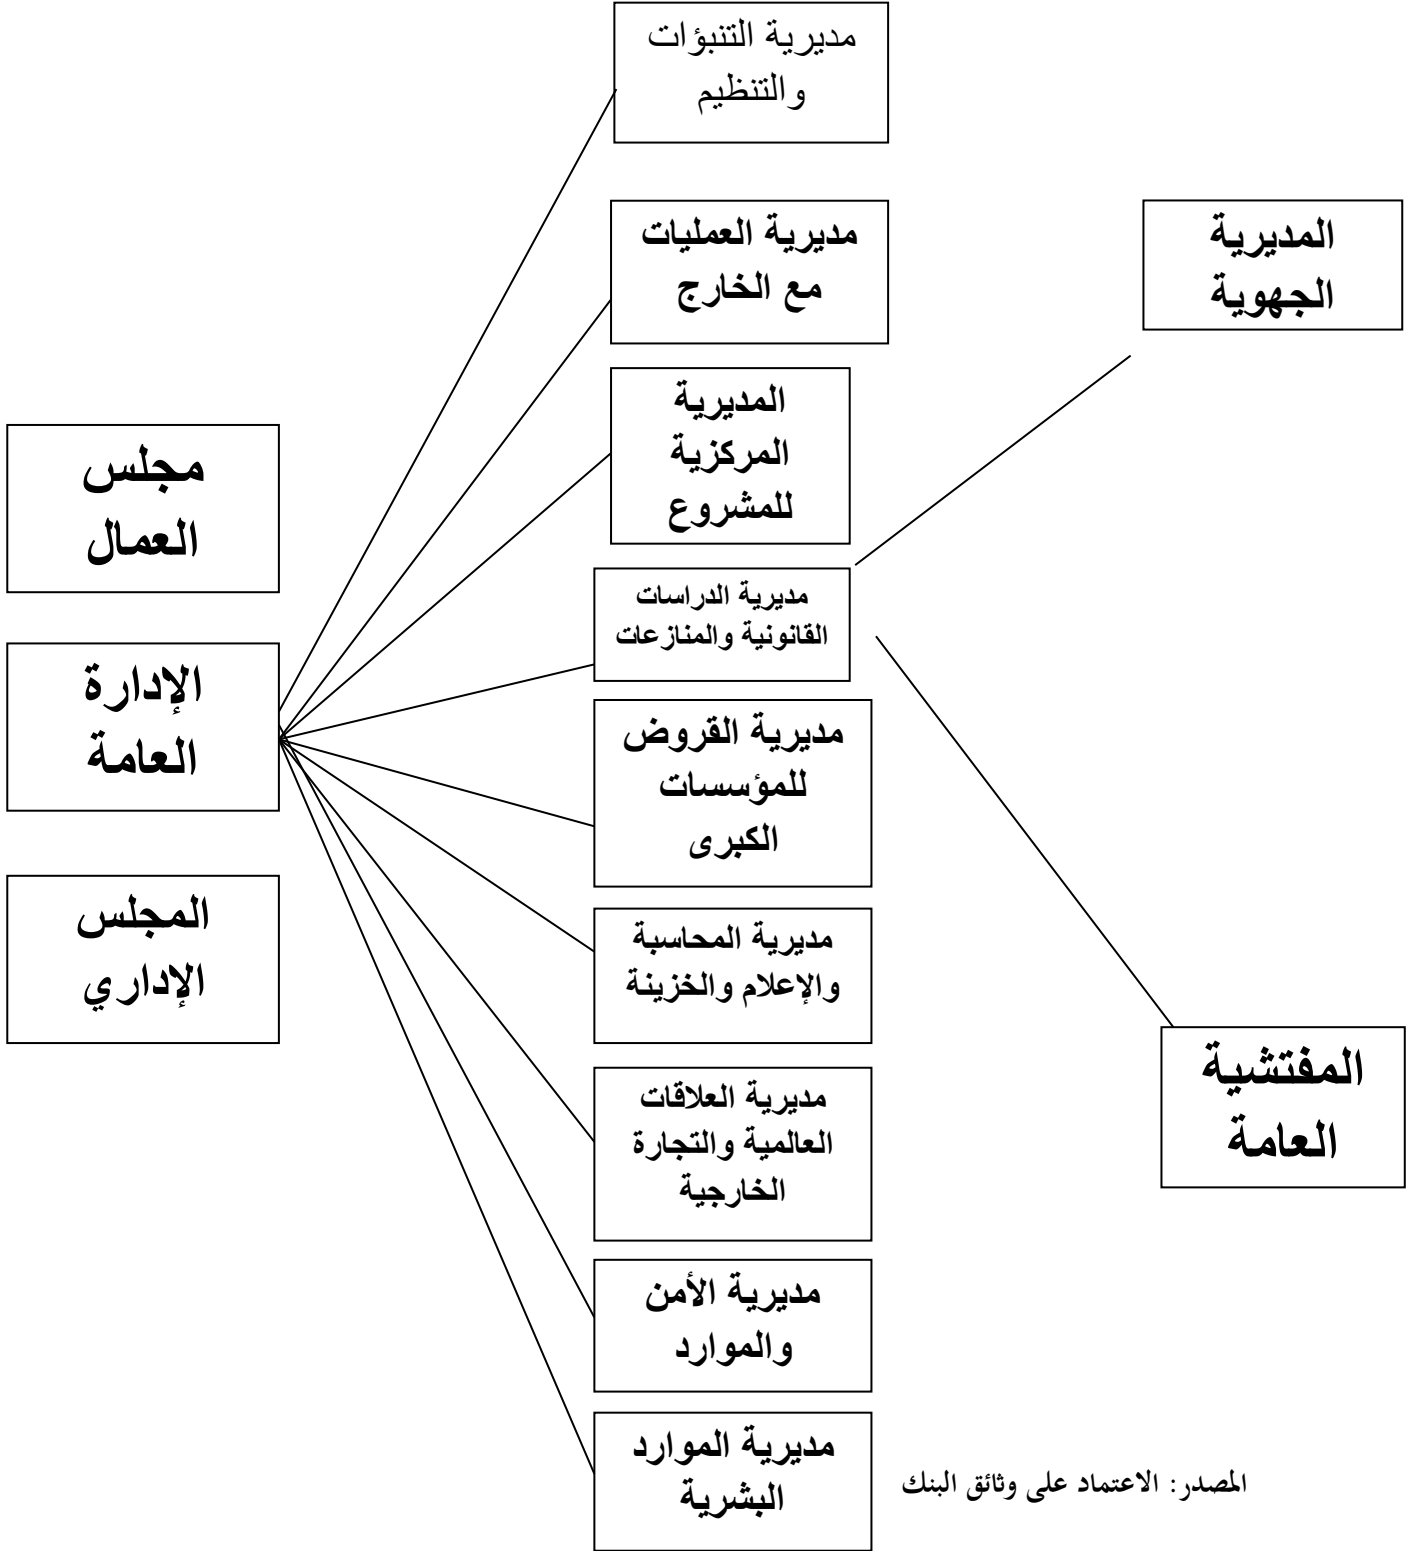 مديرية التنبؤات
والتنظيم
مديرية العمليات
مع الخارج
المديرية
الجهوية
المديرية
المركزية
للمشروع
مجلس
العمال
مديرية الدراسات
القانونية والمنازعات
الإدارة
العامة
مديرية القروض
للمؤسسات
الكبرى
المجلس
الإداري
مديرية المحاسبة
والإعلام والخزينة
المفتشية
العامة
مديرية العلاقات
العالمية والتجارة
الخارجية
مديرية الأمن
والموارد
مديرية الموارد
البشرية
المصدر: الاعتماد على وثائق البنك